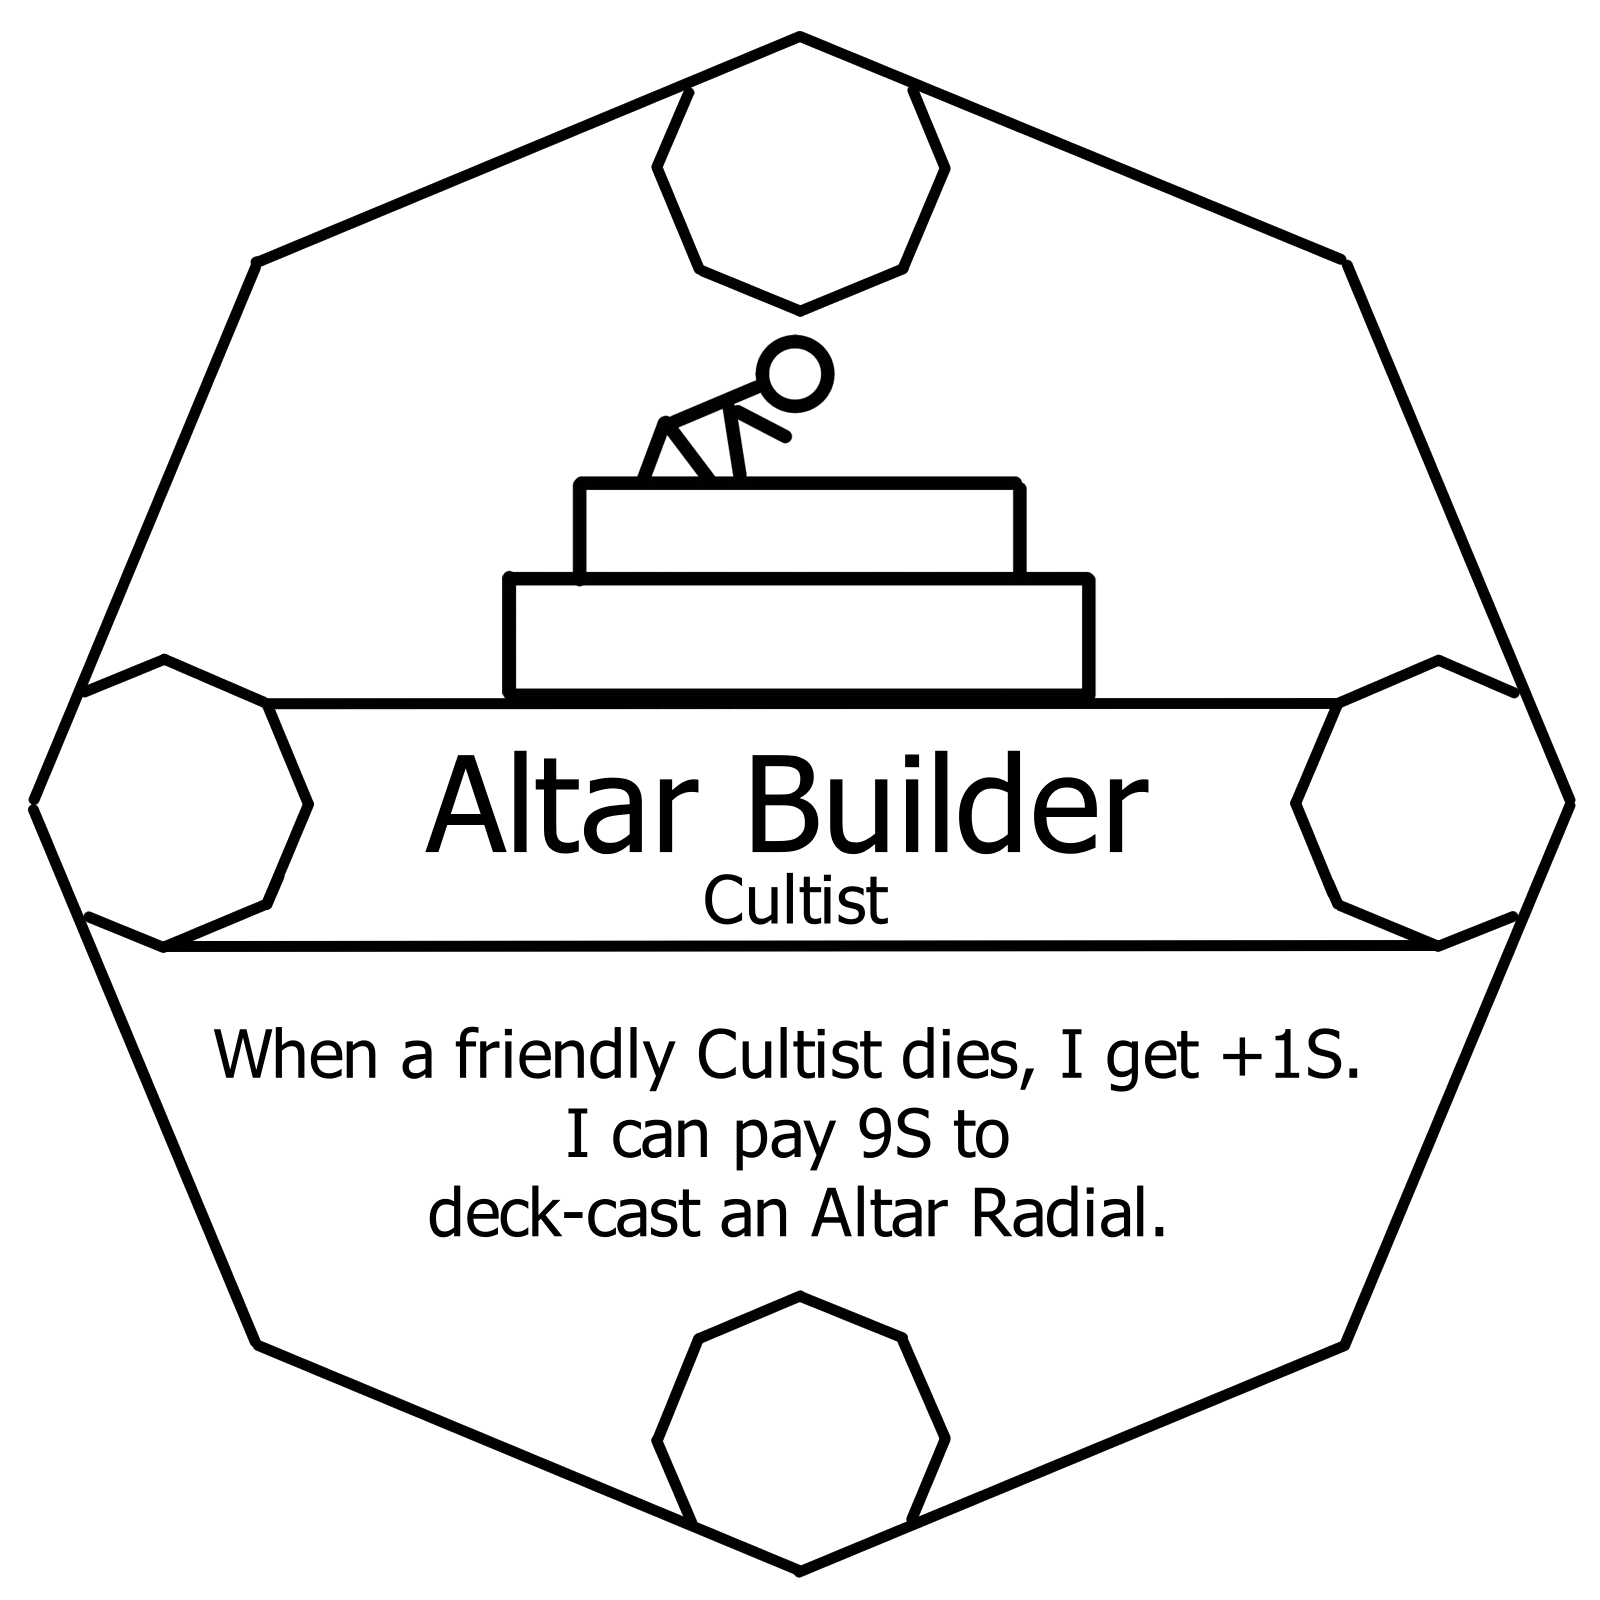 Altar Builder
Cultist
When a friendly Cultist dies, I get +1S.
I can pay 9S to
deck-cast an Altar Radial.